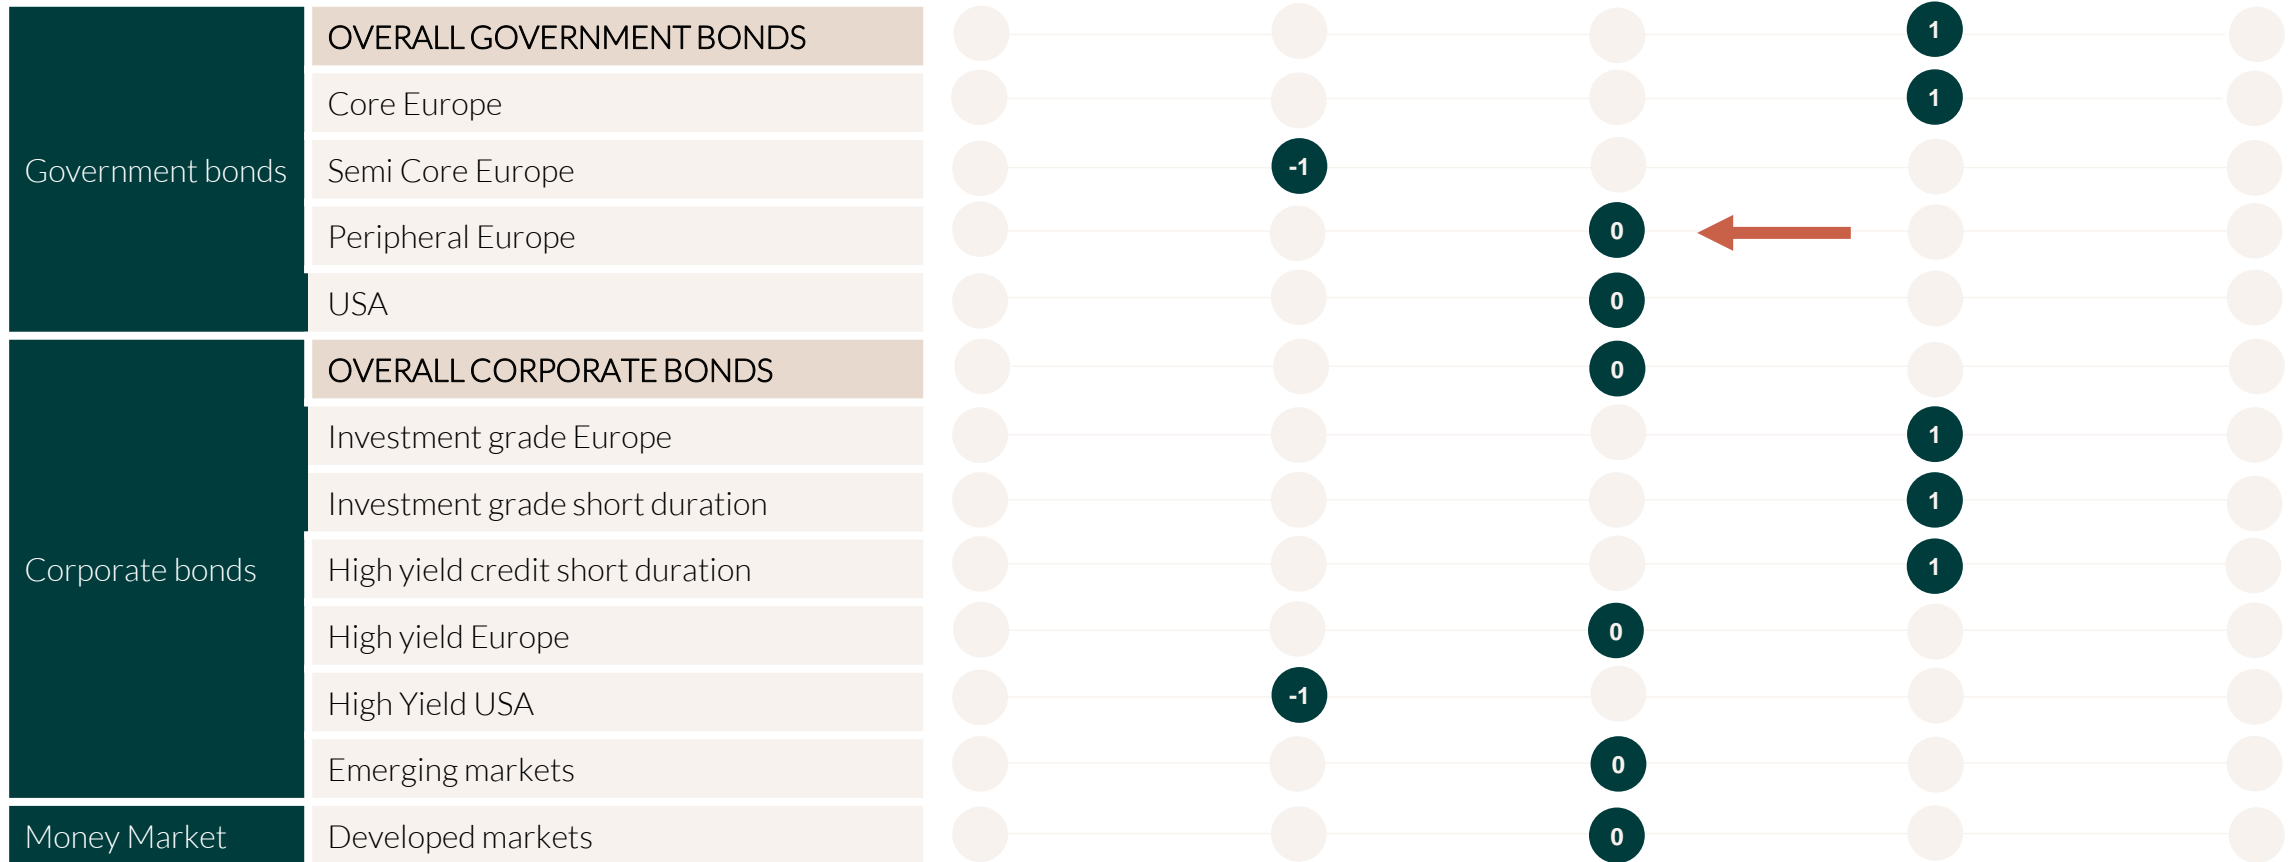 OVERALL GOVERNMENT BONDS 1
Core Europe 1
Government bonds
Semi Core Europe -1
Peripheral Europe 0
USA 0
OVERALL CORPORATE BONDS 0
Investment grade Europe 1
Investment grade short duration 1
Corporate bonds
High yield credit short duration 1
High yield Europe 0
High Yield USA -1
Emerging markets 0
Money Market
Developed markets 0